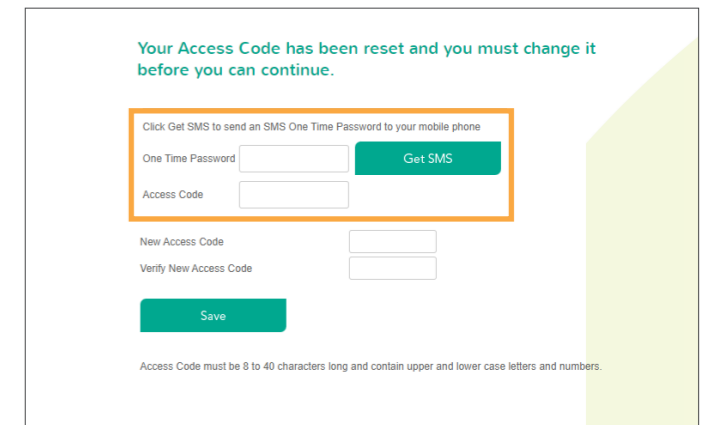 Your Access Code has been reset and you must change it
before you can continue.
Click Get SMS to send an SMS One Time Password to your mobile phone
One Time Password
Get SMS
Access Code
New Access Code
Verify New Access Code
Save
Access Code must be 8 to 40 characters long and contain upper and lower case letters and numbers.